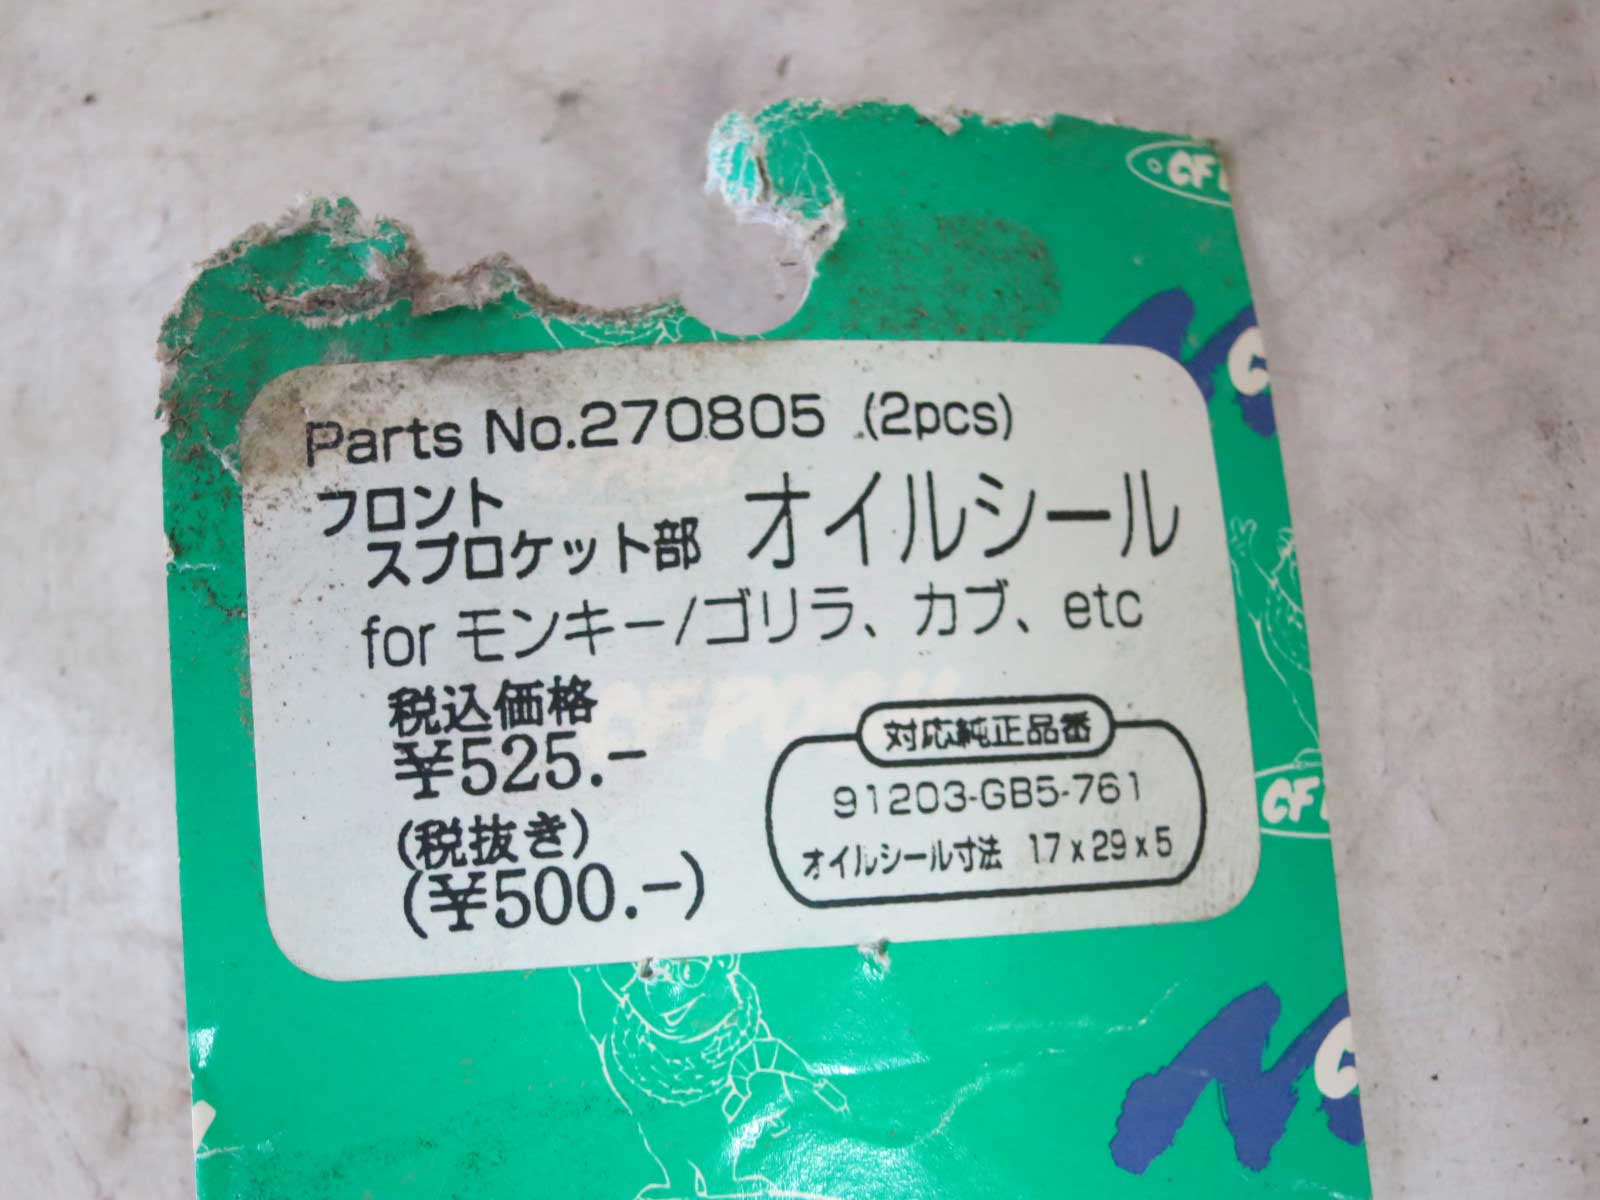 Parts No.270805 (2pcs)
フロント
スプロケット部 オイルシール
for モンキー/ゴリラ、カブ、etc
税込価格
¥525.-
(税抜き)
(¥500.-)
対応純正品番
91203-GB5-761
オイルシール寸法 17x29x5
CF
CF